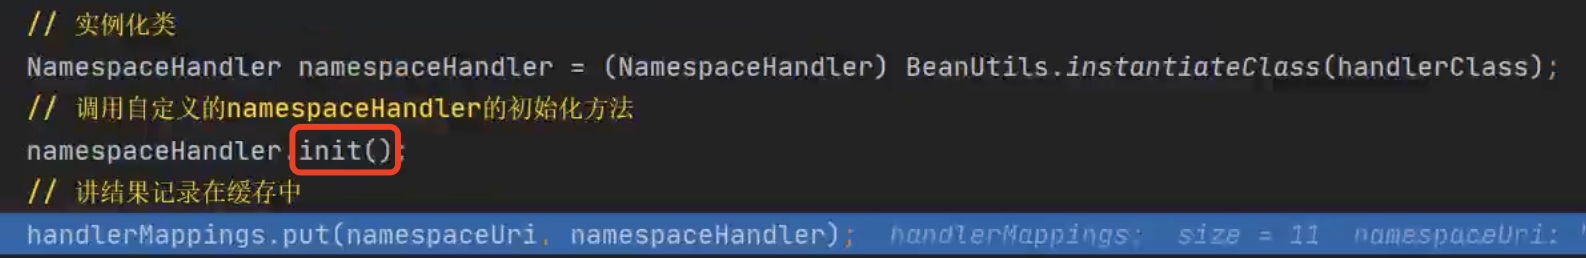 // 实例化类
NamespaceHandler namespaceHandler = (NamespaceHandler) BeanUtils.instantiateClass(handlerClass);
// 调用自定义的namespaceHandler的初始化方法
namespaceHandler.init();
// 讲结果记录在缓存中
handlerMappings.put(namespaceUri, namespaceHandler); handlerMappings: size = 11 namespaceUri: "